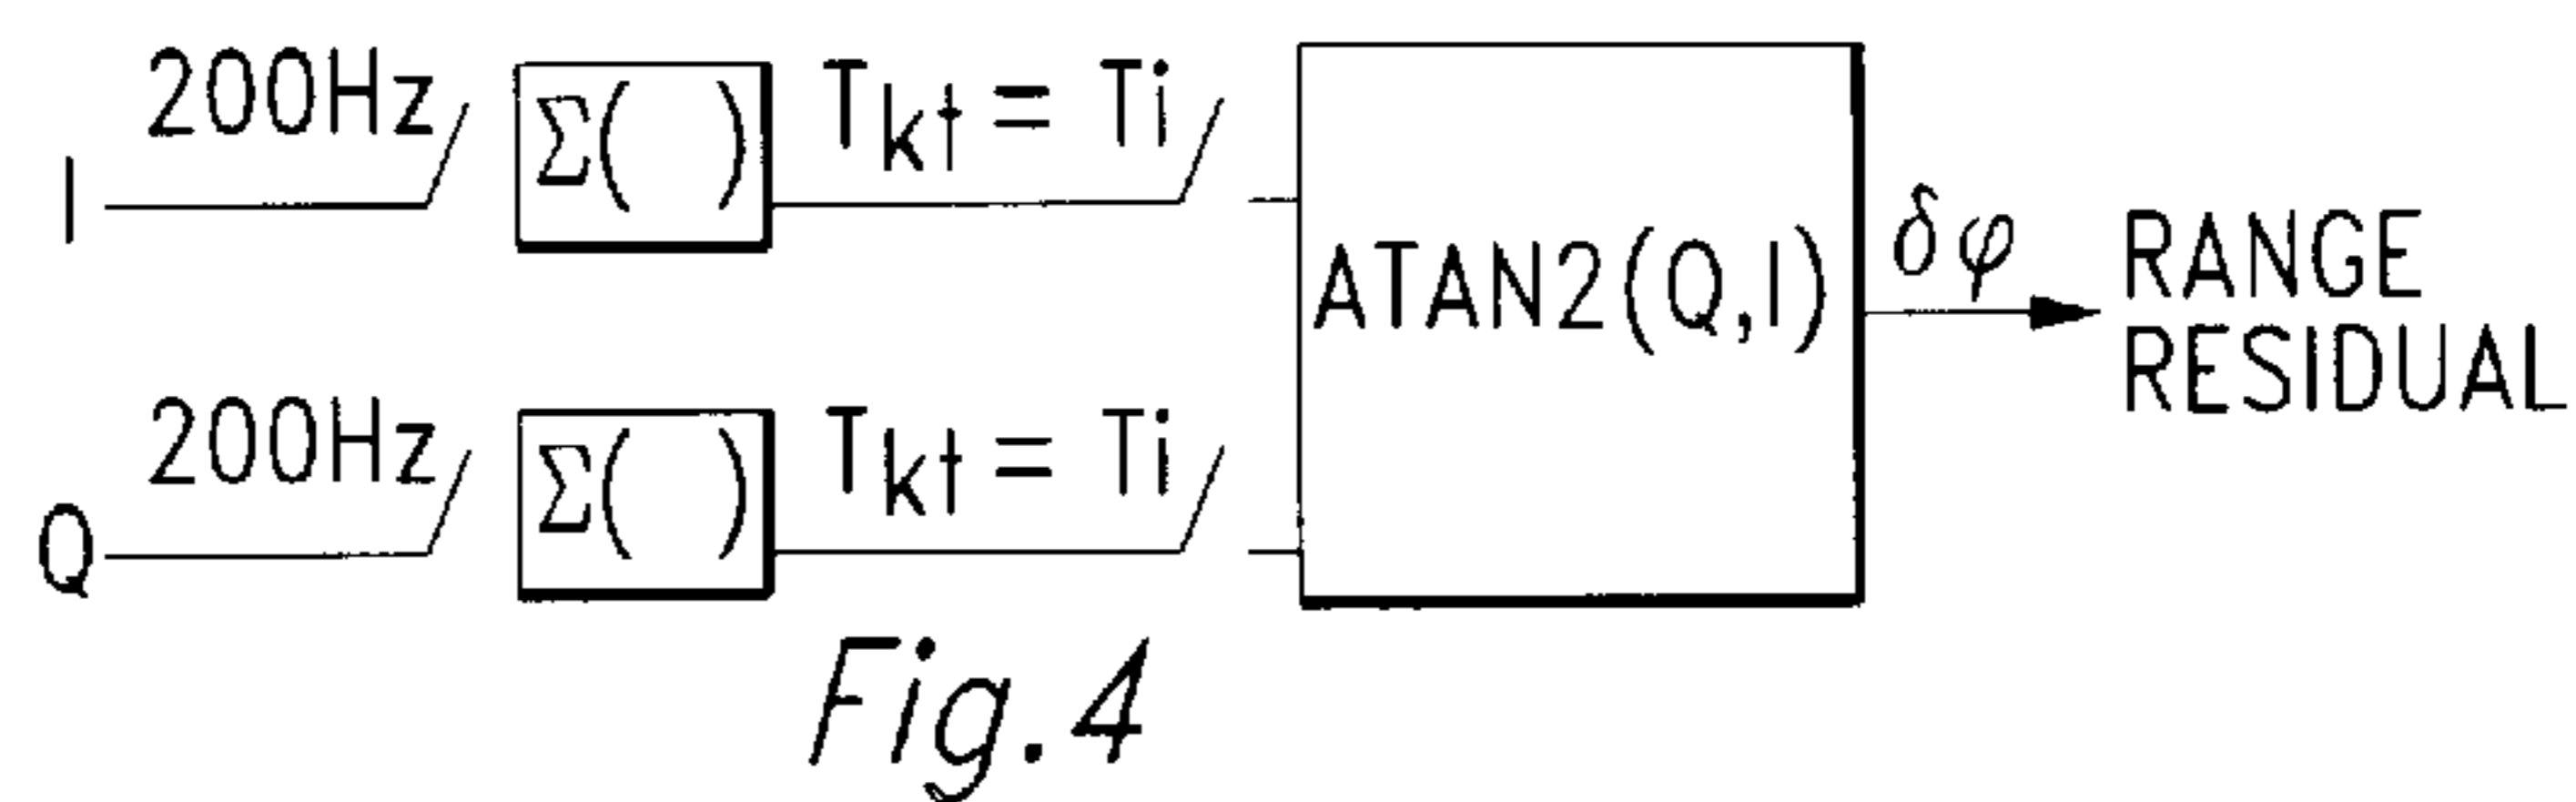 I 200Hz Σ( ) Tkt = Ti
ATAN2(Q,I) δφ RANGE
RESIDUAL
Q 200Hz Σ( ) Tkt = Ti
Fig.4